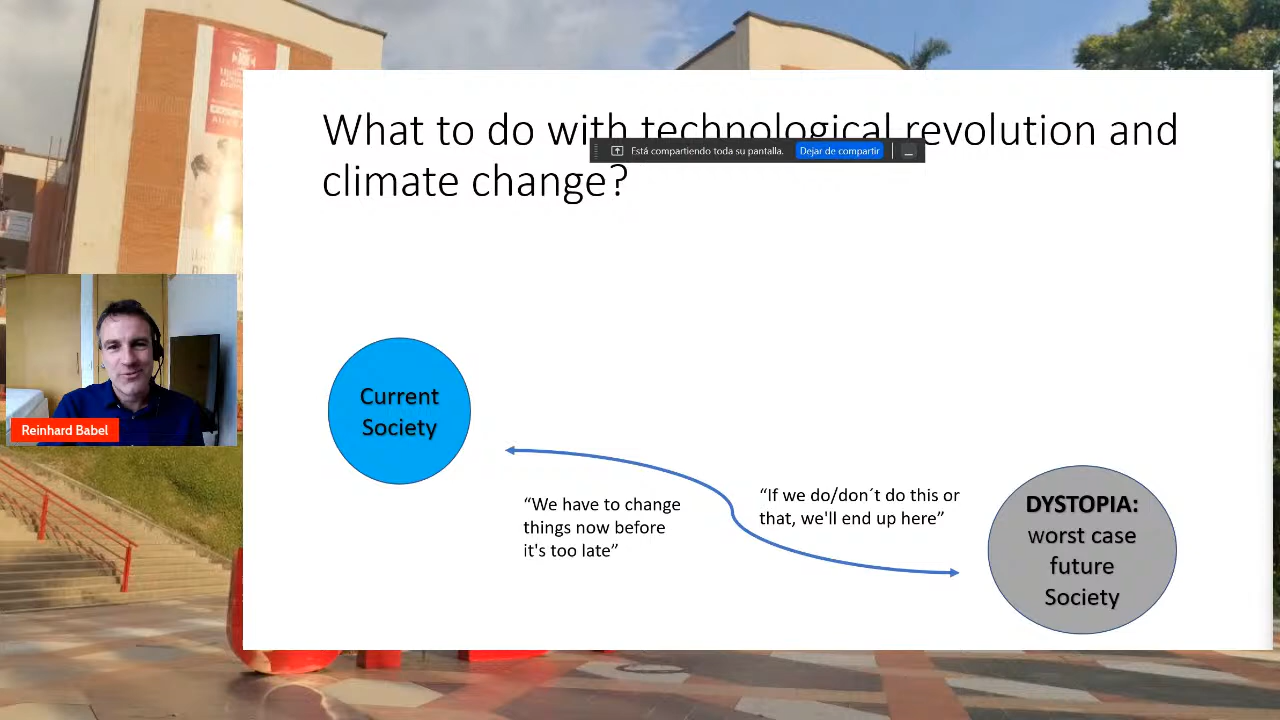 What to do with technological revolution and
climate change?
Está compartiendo toda su pantalla. Dejar de compartir
Current
Society
“We have to change
things now before
it's too late”
“If we do/don´t do this or
that, we'll end up here”
DYSTOPIA:
worst case
future
Society
Reinhard Babel